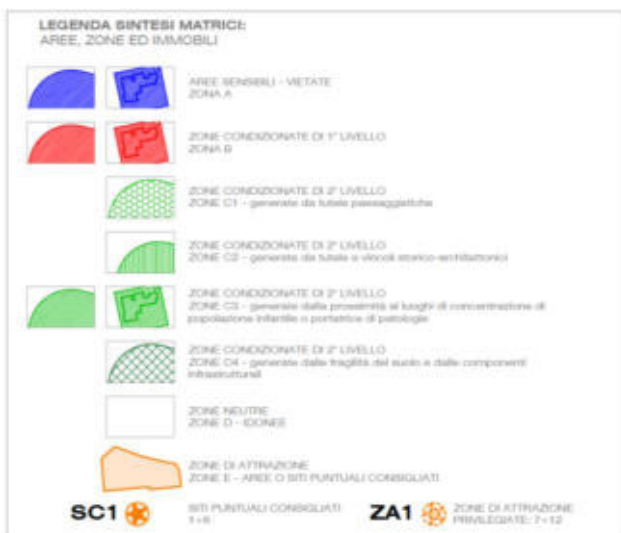 LEGENDA SINTESI MATRICI:
AREE, ZONE ED IMMOBILI
AREE SENSIBILI - VIETATE
ZONA A
ZONE CONDIZIONATE DI 1° LIVELLO
ZONA B
ZONE CONDIZIONATE DI 2° LIVELLO
ZONE C1 - generate da tutele paesaggistiche
ZONE CONDIZIONATE DI 2° LIVELLO
ZONE C2 - generate da tutele o vincoli storico-architettonici
ZONE CONDIZIONATE DI 2° LIVELLO
ZONE C3 - generate dalla prossimità ai luoghi di concentrazione di
popolazione infantile o portatrice di patologie
ZONE CONDIZIONATE DI 2° LIVELLO
ZONE C4 - generate dalle fragilità del suolo e dalle componenti
infrastrutturali
ZONE NEUTRE
ZONE D - IDONEE
ZONE DI ATTRAZIONE
ZONE E - AREE O SITI PUNTUALI CONSIGLIATI
SC1 SITI PUNTUALI CONSIGLIATI
1÷6
ZA1 ZONE DI ATTRAZIONE
PRIVILEGIATE: 7÷12